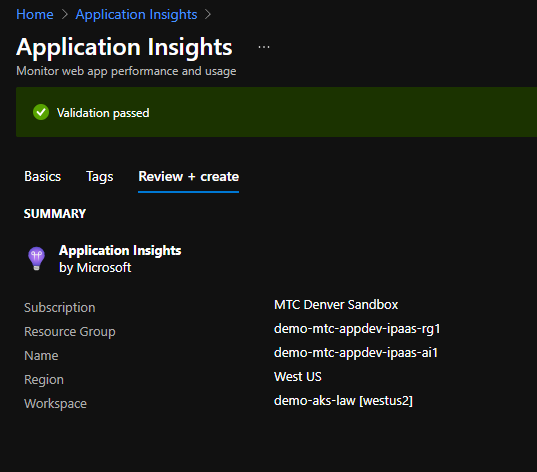 Home > Application Insights >
Application Insights ...
Monitor web app performance and usage
Validation passed
Basics Tags Review + create
SUMMARY
Application Insights
by Microsoft
Subscription MTC Denver Sandbox
Resource Group demo-mtc-appdev-ipaas-rg1
Name demo-mtc-appdev-ipaas-ai1
Region West US
Workspace demo-aks-law [westus2]